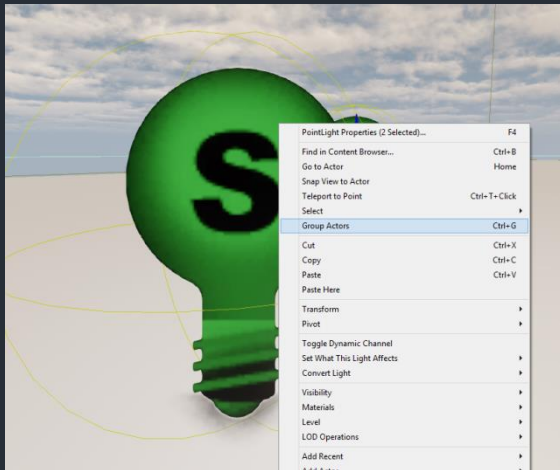 S
PointLight Properties (2 Selected)... F4
Find in Content Browser... Ctrl+B
Go to Actor Home
Snap View to Actor
Teleport to Point Ctrl+T+Click
Select
Group Actors Ctrl+G
Cut Ctrl+X
Copy Ctrl+C
Paste Ctrl+V
Paste Here
Transform
Pivot
Toggle Dynamic Channel
Set What This Light Affects
Convert Light
Visibility
Materials
Level
LOD Operations
Add Recent
Add Actor